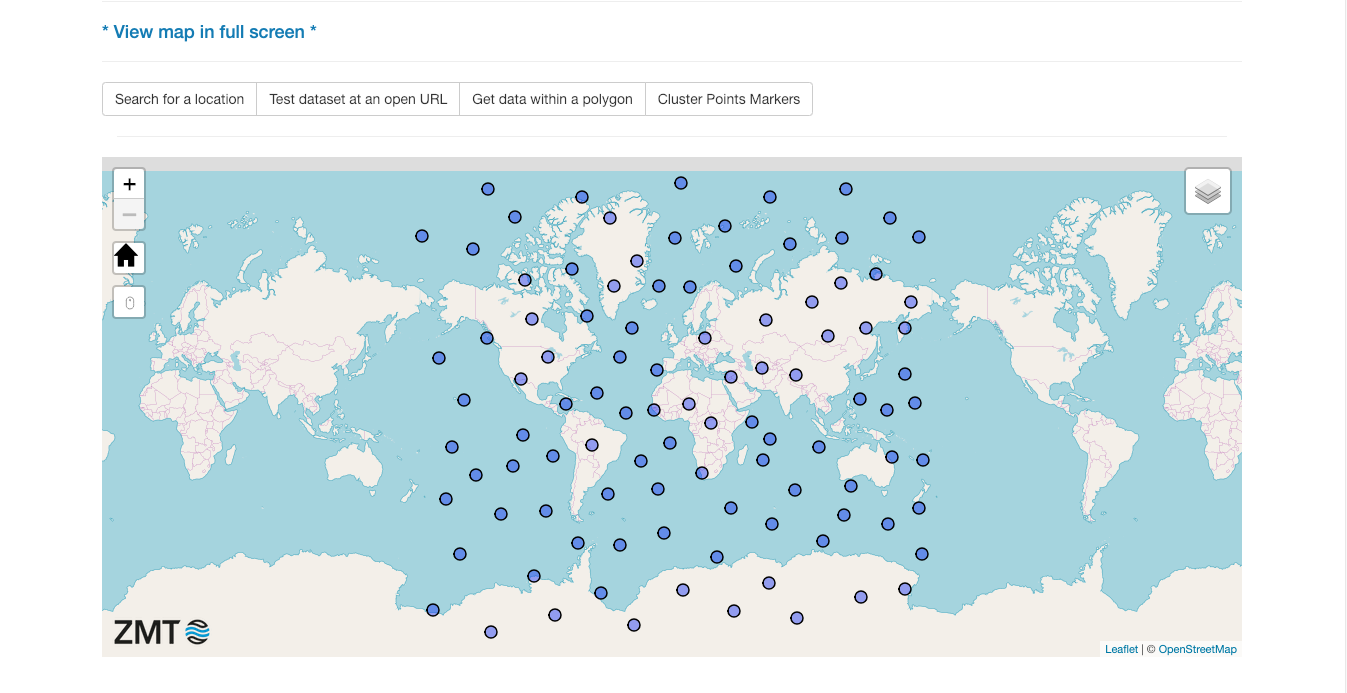 * View map in full screen *
Search for a location Test dataset at an open URL Get data within a polygon Cluster Points Markers
+
−
ZMT
Leaflet | © OpenStreetMap